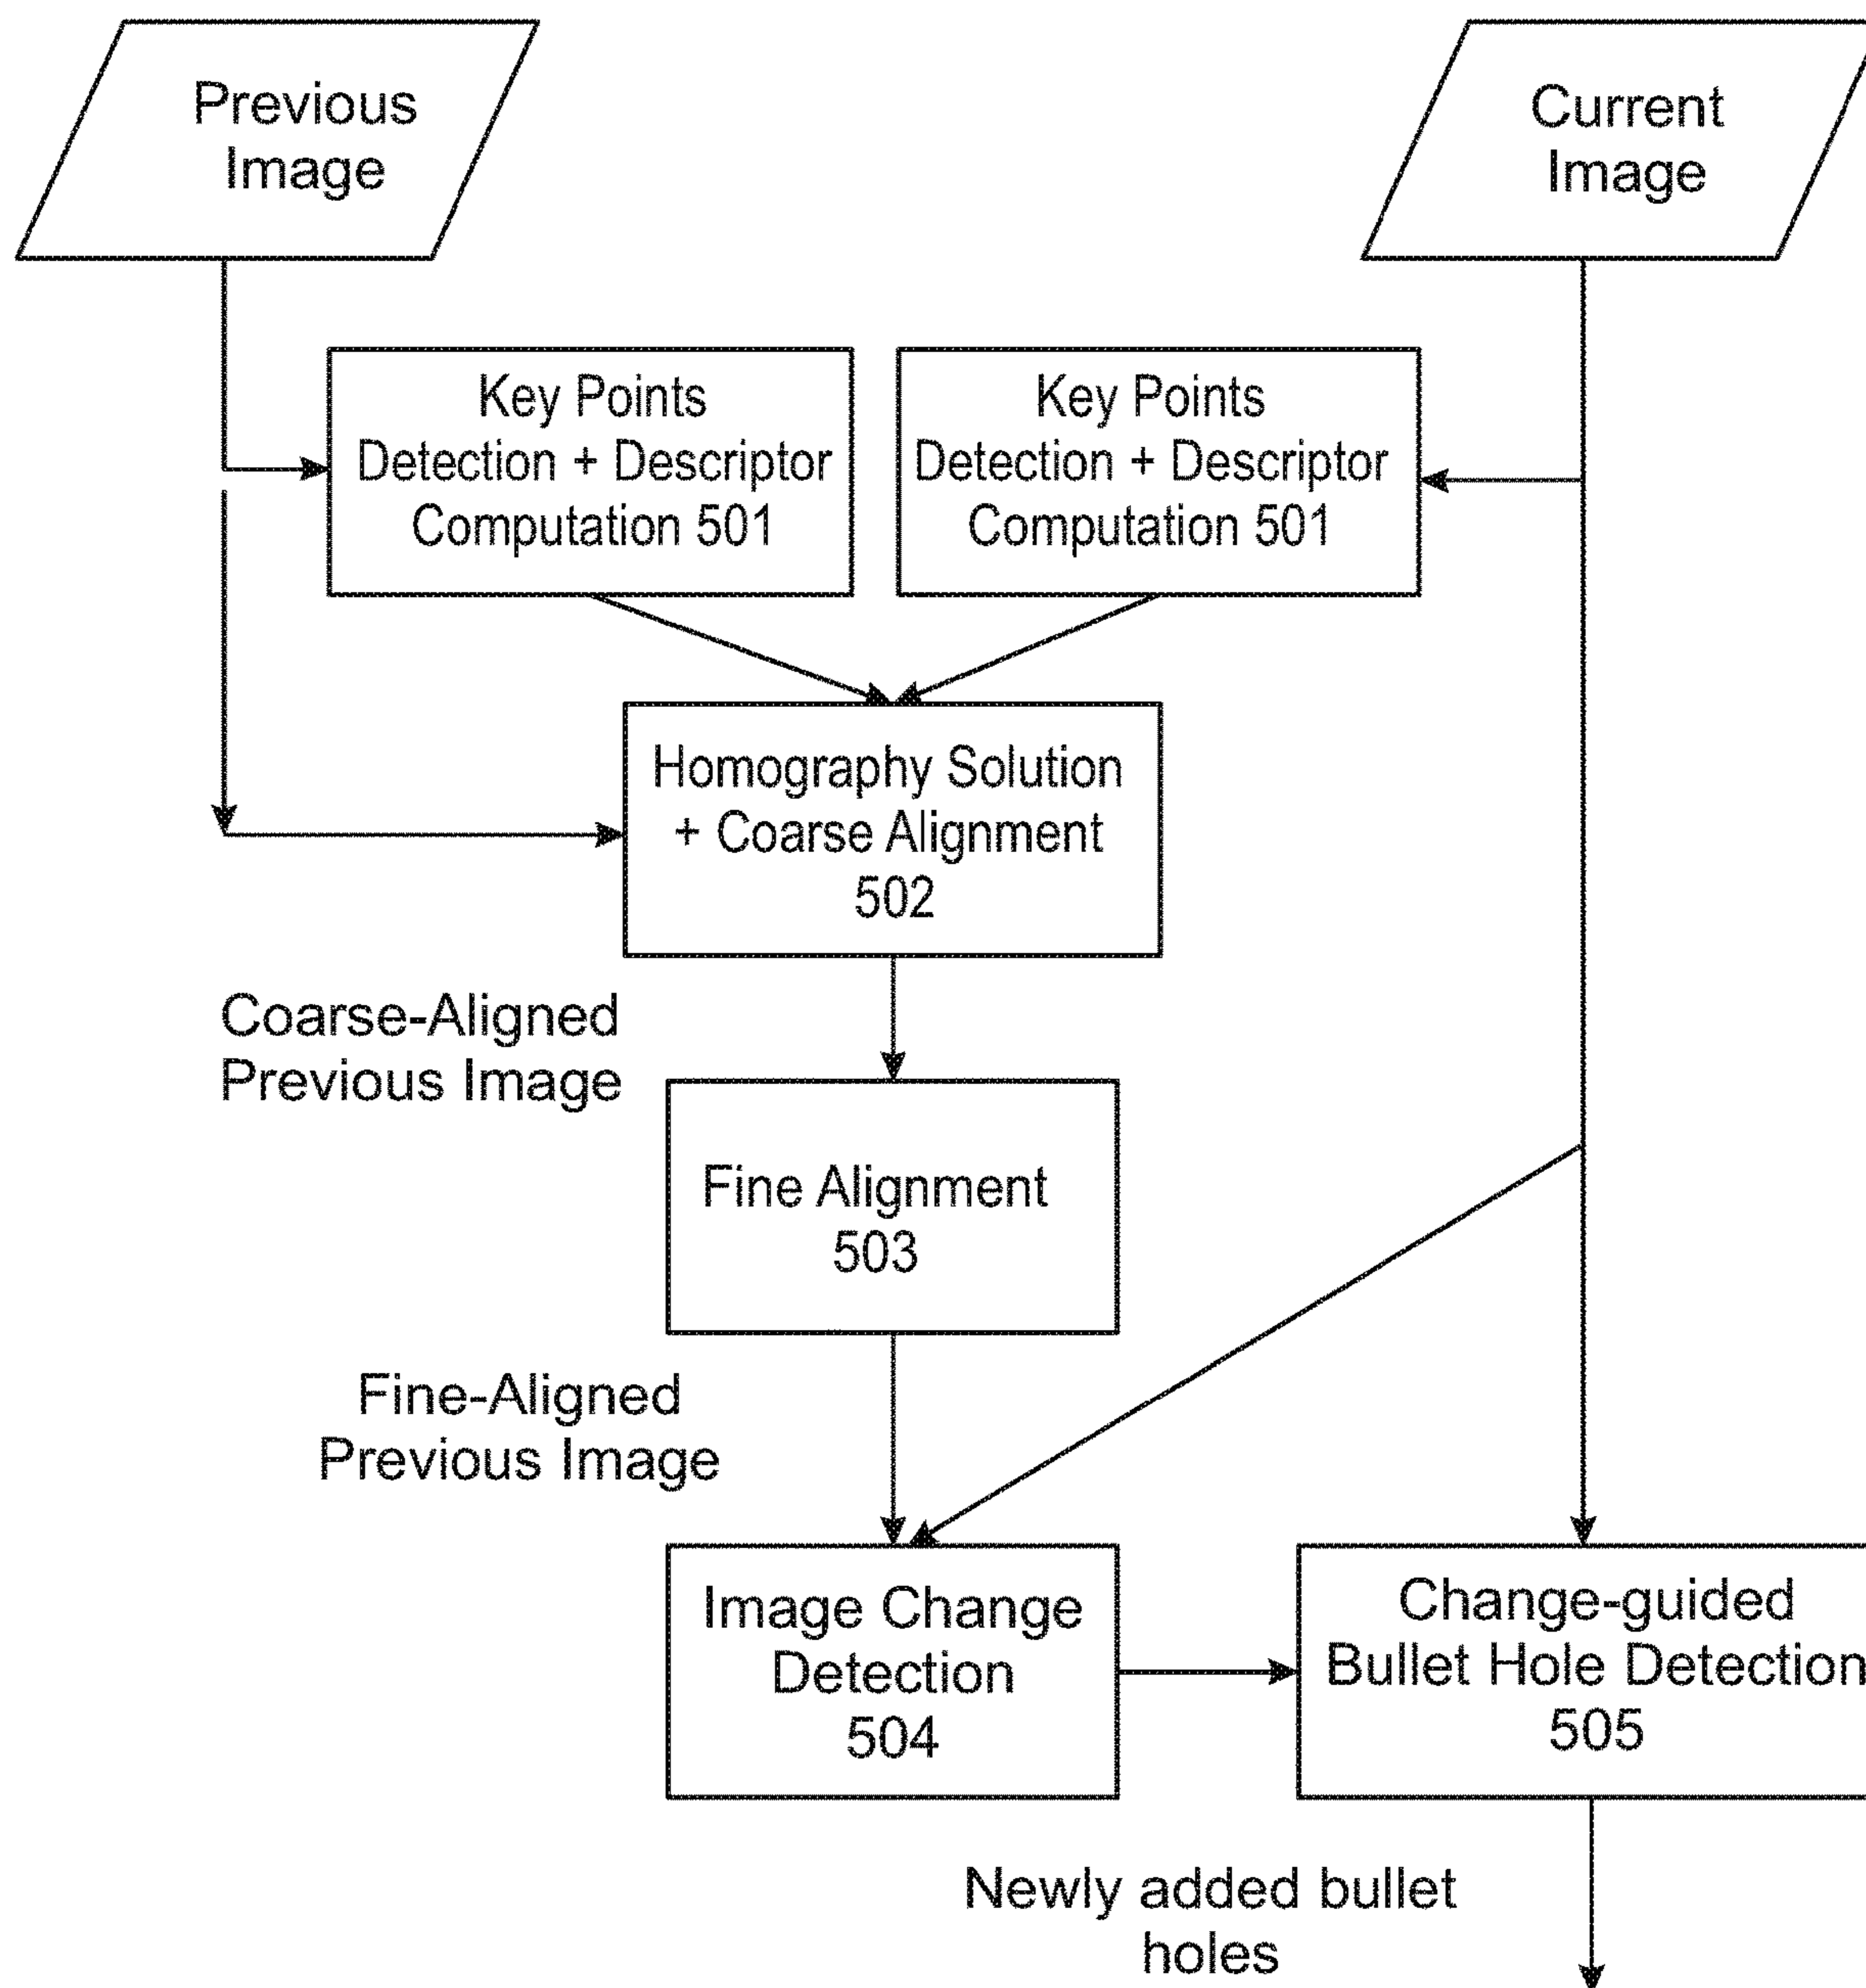 Previous
Image
Current
Image
Key Points
Detection + Descriptor
Computation 501
Key Points
Detection + Descriptor
Computation 501
Homography Solution
+ Coarse Alignment
502
Coarse-Aligned
Previous Image
Fine Alignment
503
Fine-Aligned
Previous Image
Image Change
Detection
504
Change-guided
Bullet Hole Detection
505
Newly added bullet
holes